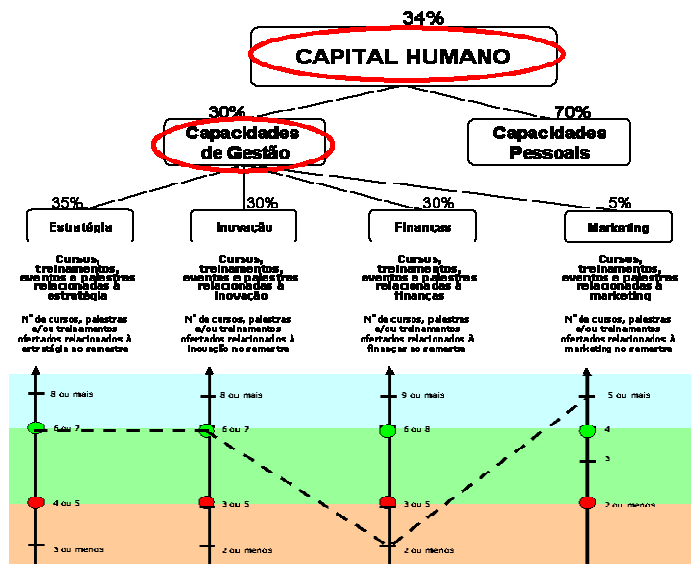 34%
CAPITAL HUMANO
30%
70%
Capacidades
de Gestão
Capacidades
Pessoais
35%
30%
30%
5%
Estratégia
Inovação
Finanças
Marketing
Cursos,
treinamentos,
eventos e palestras
relacionadas à
estratégia
Cursos,
treinamentos,
eventos e palestras
relacionadas à
inovação
Cursos,
treinamentos,
eventos e palestras
relacionadas à
finanças
Cursos,
treinamentos,
eventos e palestras
relacionadas à
marketing
N° de cursos, palestras
e/ou treinamentos
ofertados relacionados à
estratégia no semestre
N° de cursos, palestras
e/ou treinamentos
ofertados relacionados à
inovação no semestre
N° de cursos, palestras
e/ou treinamentos
ofertados relacionados à
finanças no semestre
N° de cursos, palestras
e/ou treinamentos
ofertados relacionados à
marketing no semestre
8 ou mais
6 ou 7
4 ou 5
3 ou menos
8 ou mais
6 ou 7
3 ou 5
2 ou menos
9 ou mais
6 ou 8
3 ou 5
2 ou menos
5 ou mais
4
3
2 ou menos